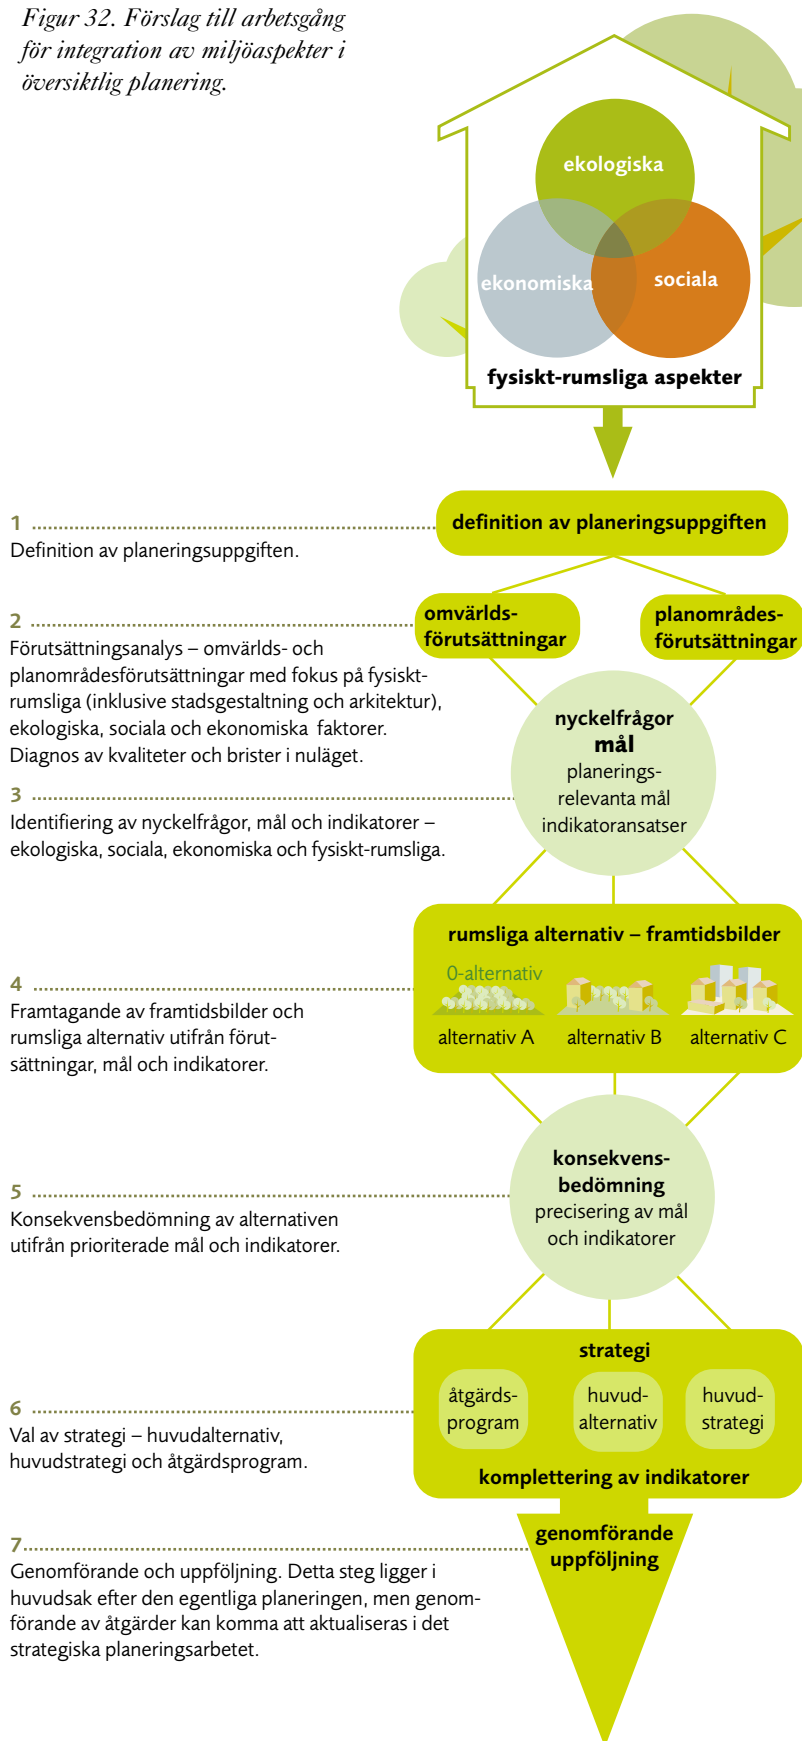 Figur 32. Förslag till arbetsgång
för integration av miljöaspekter i
översiktlig planering.
ekologiska
ekonomiska
sociala
fysiskt-rumsliga aspekter
1
Definition av planeringsuppgiften.
definition av planeringsuppgiften
2
Förutsättningsanalys – omvärlds- och
planområdesförutsättningar med fokus på fysiskt-
rumsliga (inklusive stadsgestaltning och arkitektur),
ekologiska, sociala och ekonomiska faktorer.
Diagnos av kvaliteter och brister i nuläget.
omvärlds-
förutsättningar
planområdes-
förutsättningar
3
Identifiering av nyckelfrågor, mål och indikatorer –
ekologiska, sociala, ekonomiska och fysiskt-rumsliga.
nyckelfrågor
mål
planerings-
relevanta mål
indikatoransatser
4
Framtagande av framtidsbilder och
rumsliga alternativ utifrån förut-
sättningar, mål och indikatorer.
rumsliga alternativ – framtidsbilder
0-alternativ
alternativ A
alternativ B
alternativ C
5
Konsekvensbedömning av alternativen
utifrån prioriterade mål och indikatorer.
konsekvens-
bedömning
precisering av mål
och indikatorer
6
Val av strategi – huvudalternativ,
huvudstrategi och åtgärdsprogram.
strategi
åtgärds-
program
huvud-
alternativ
huvud-
strategi
komplettering av indikatorer
7
Genomförande och uppföljning. Detta steg ligger i
huvudsak efter den egentliga planeringen, men genom-
förande av åtgärder kan komma att aktualiseras i det
strategiska planeringsarbetet.
genomförande
uppföljning